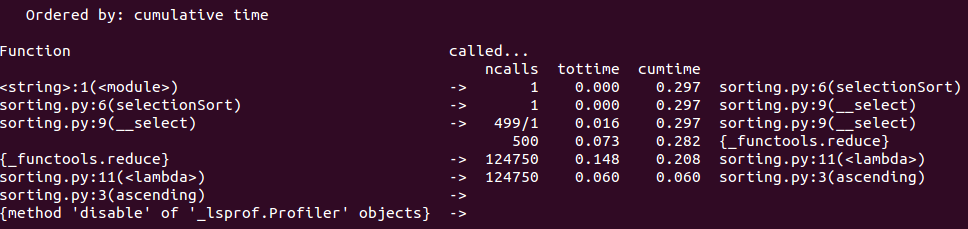 Ordered by: cumulative time

Function                                          called...
                                                      ncalls  tottime  cumtime
<string>:1(<module>)                              ->       1    0.000    0.297  sorting.py:6(selectionSort)
sorting.py:6(selectionSort)                       ->       1    0.000    0.297  sorting.py:9(__select)
sorting.py:9(__select)                            ->   499/1    0.016    0.297  sorting.py:9(__select)
                                                         500    0.073    0.282  {_functools.reduce}
{_functools.reduce}                               ->  124750    0.148    0.208  sorting.py:11(<lambda>)
sorting.py:11(<lambda>)                           ->  124750    0.060    0.060  sorting.py:3(ascending)
sorting.py:3(ascending)                           ->
{method 'disable' of '_lsprof.Profiler' objects}  ->